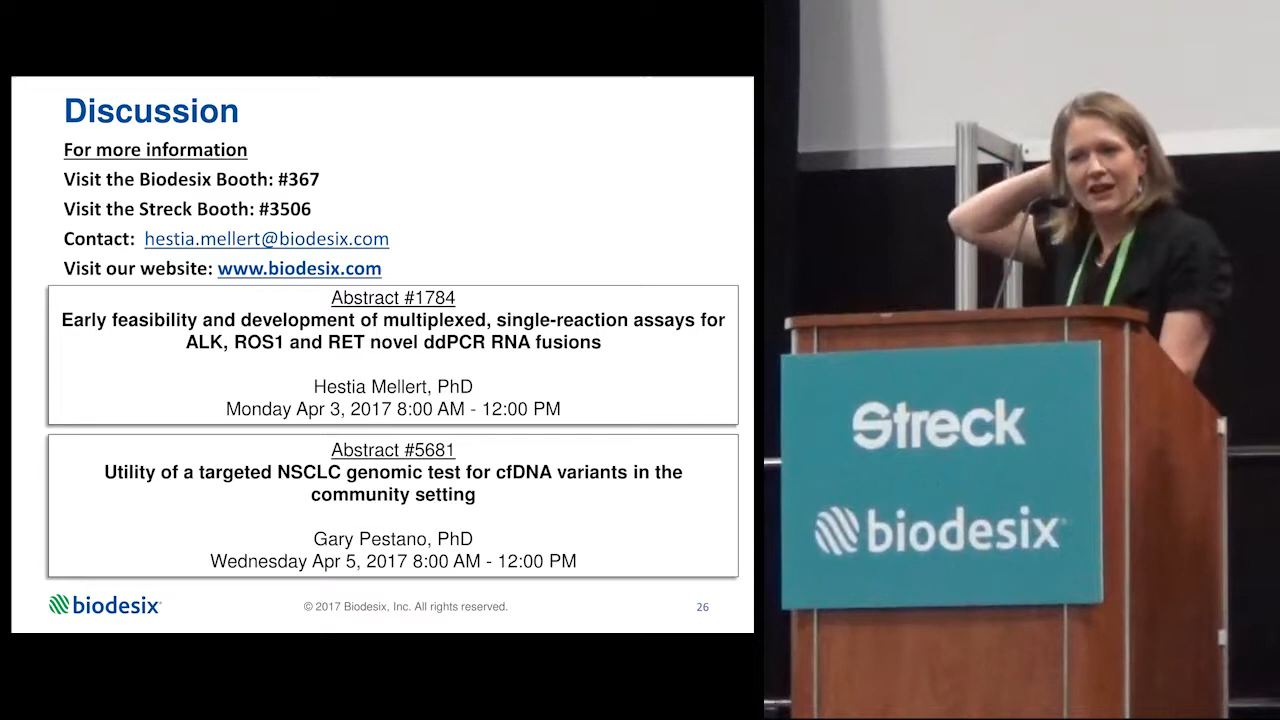 Discussion
For more information
Visit the Biodesix Booth: #367
Visit the Streck Booth: #3506
Contact: hestia.mellert@biodesix.com
Visit our website: www.biodesix.com
Abstract #1784
Early feasibility and development of multiplexed, single-reaction assays for
ALK, ROS1 and RET novel ddPCR RNA fusions
Hestia Mellert, PhD
Monday Apr 3, 2017 8:00 AM - 12:00 PM
Abstract #5681
Utility of a targeted NSCLC genomic test for cfDNA variants in the
community setting
Gary Pestano, PhD
Wednesday Apr 5, 2017 8:00 AM - 12:00 PM
biodesix
© 2017 Biodesix, Inc. All rights reserved.
26
Streck
biodesix